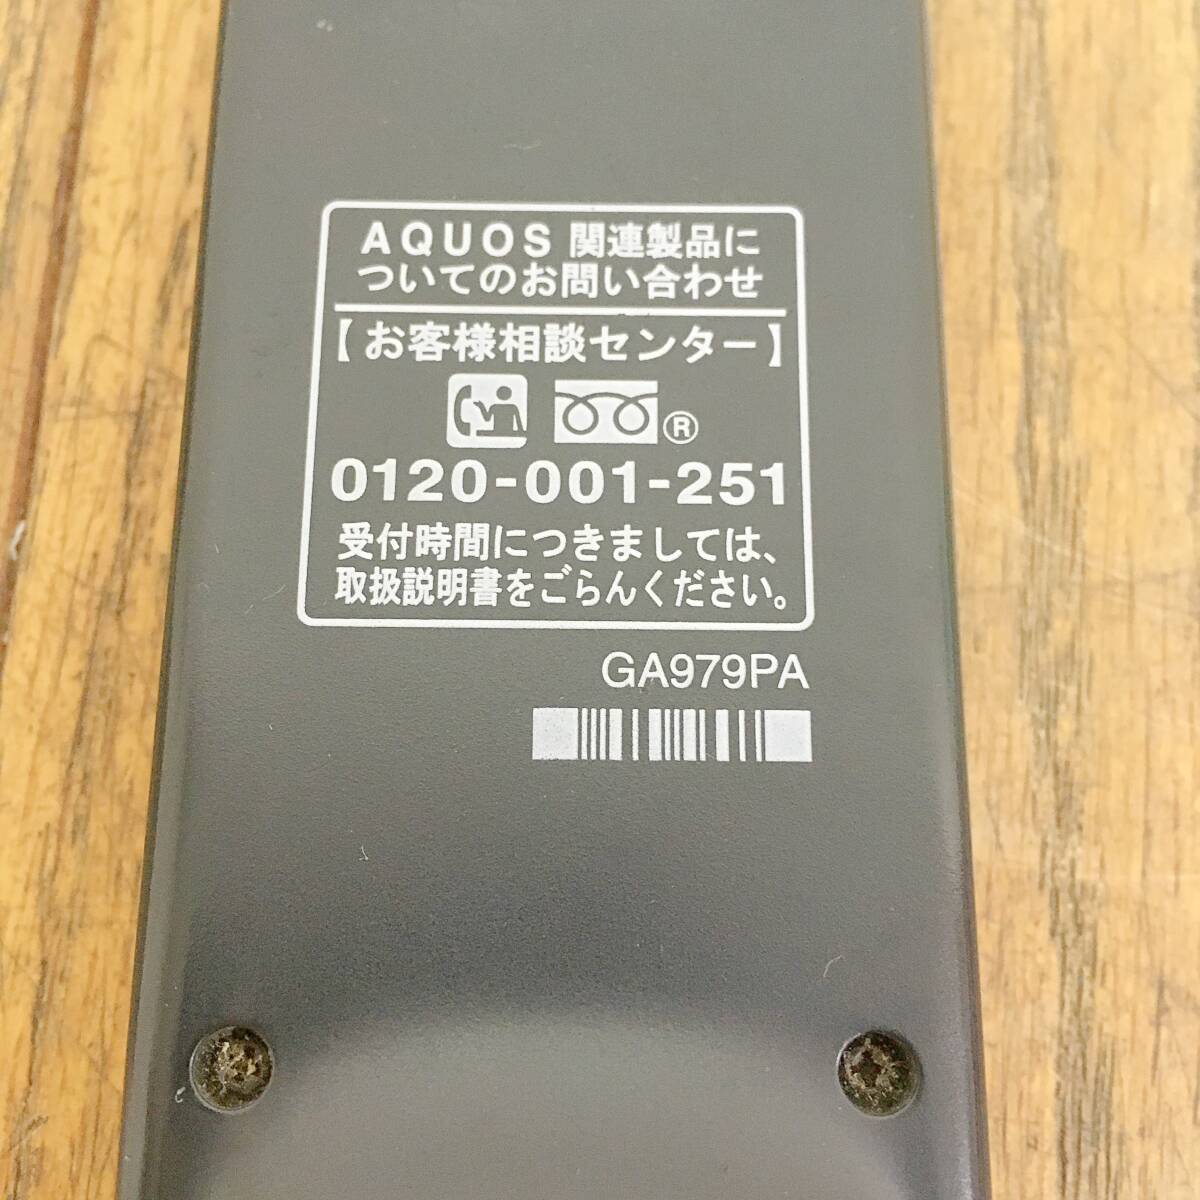 AQUOS 関連製品に
ついてのお問い合わせ
【お客様相談センター】
®
0120-001-251
受付時間につきましては、
取扱説明書をごらんください。
GA979PA